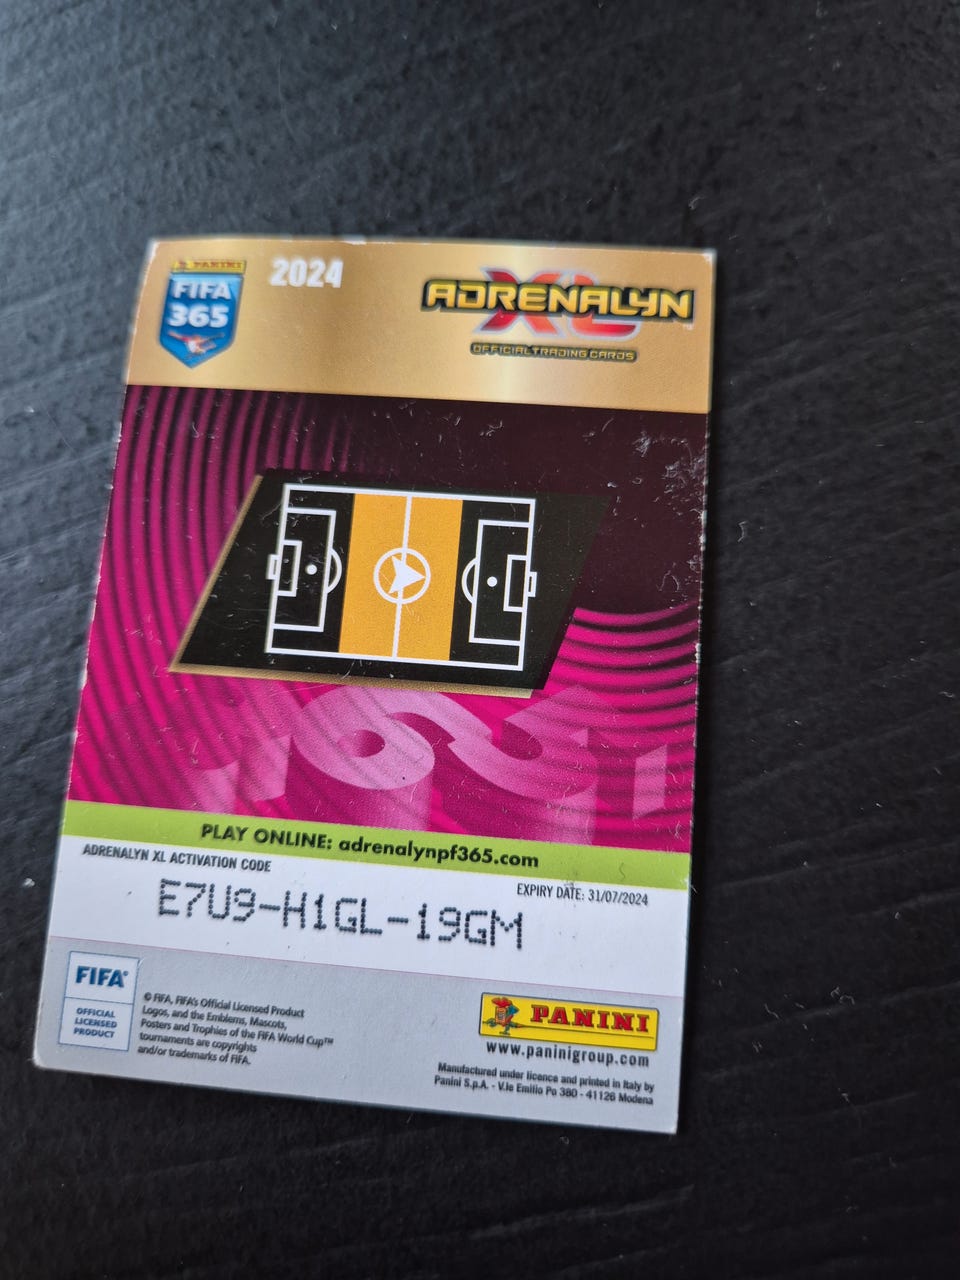 PANINI
FIFA
365
2024
ADRENALYN
XL
OFFICIAL TRADING CARDS
PLAY ONLINE: adrenalynpf365.com
ADRENALYN XL ACTIVATION CODE
EXPIRY DATE: 31/07/2024
E7U9-H1GL-19GM
FIFA®
OFFICIAL
LICENSED
PRODUCT
© FIFA, FIFA's Official Licensed Product
Logos, and the Emblems, Mascots,
Posters and Trophies of the FIFA World Cup™
tournaments are copyrights
and/or trademarks of FIFA.
PANINI
www.paninigroup.com
Manufactured under licence and printed in Italy by
Panini S.p.A. - V.le Emilio Po 380 - 41126 Modena